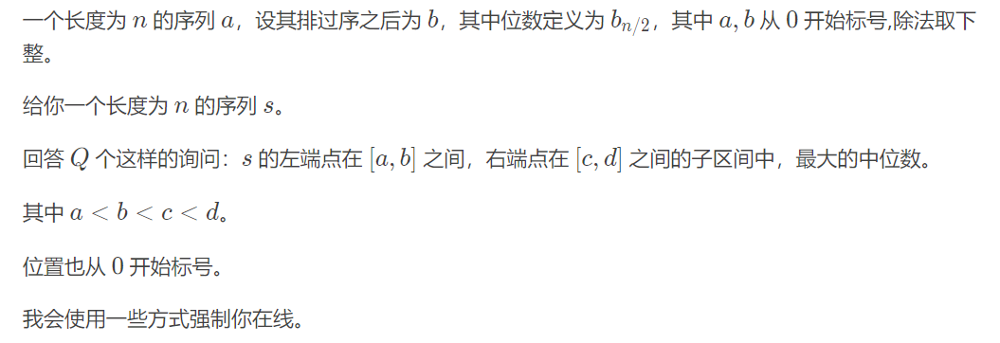 一个长度为 n 的序列 a，设其排过序之后为 b，其中位数定义为 b_{n/2}，其中 a, b 从 0 开始标号,除法取下
整。
给你一个长度为 n 的序列 s。
回答 Q 个这样的询问：s 的左端点在 [a, b] 之间，右端点在 [c, d] 之间的子区间中，最大的中位数。
其中 a < b < c < d。
位置也从 0 开始标号。
我会使用一些方式强制你在线。